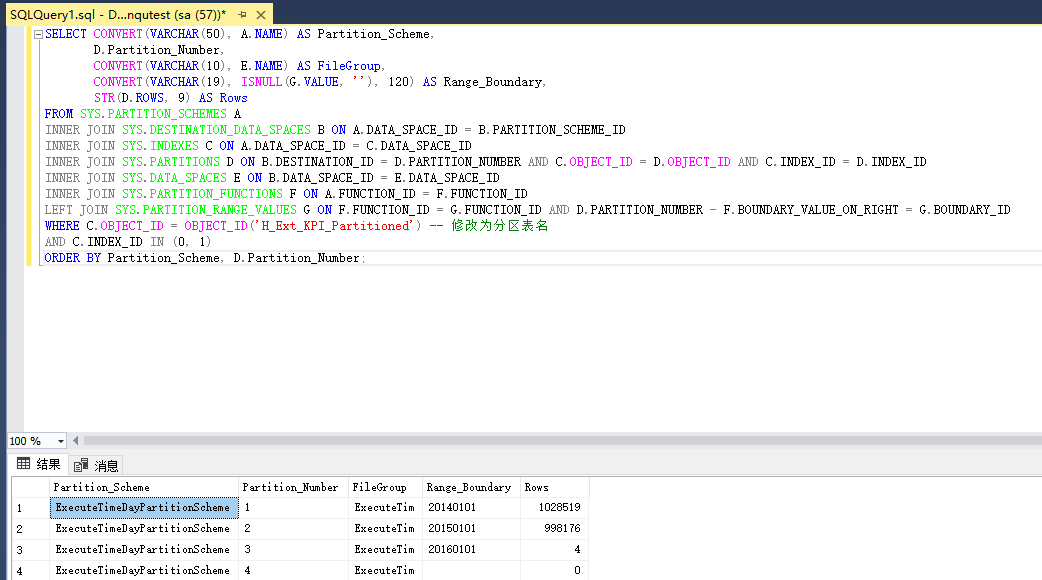 SQLQuery1.sql - D...nqutest (sa (57))*
SELECT CONVERT(VARCHAR(50), A.NAME) AS Partition_Scheme,
D.Partition_Number,
CONVERT(VARCHAR(10), E.NAME) AS FileGroup,
CONVERT(VARCHAR(19), ISNULL(G.VALUE, ''), 120) AS Range_Boundary,
STR(D.ROWS, 9) AS Rows
FROM SYS.PARTITION_SCHEMES A
INNER JOIN SYS.DESTINATION_DATA_SPACES B ON A.DATA_SPACE_ID = B.PARTITION_SCHEME_ID
INNER JOIN SYS.INDEXES C ON A.DATA_SPACE_ID = C.DATA_SPACE_ID
INNER JOIN SYS.PARTITIONS D ON B.DESTINATION_ID = D.PARTITION_NUMBER AND C.OBJECT_ID = D.OBJECT_ID AND C.INDEX_ID = D.INDEX_ID
INNER JOIN SYS.DATA_SPACES E ON B.DATA_SPACE_ID = E.DATA_SPACE_ID
INNER JOIN SYS.PARTITION_FUNCTIONS F ON A.FUNCTION_ID = F.FUNCTION_ID
LEFT JOIN SYS.PARTITION_RANGE_VALUES G ON F.FUNCTION_ID = G.FUNCTION_ID AND D.PARTITION_NUMBER - F.BOUNDARY_VALUE_ON_RIGHT = G.BOUNDARY_ID
WHERE C.OBJECT_ID = OBJECT_ID('H_Ext_KPI_Partitioned') -- 修改为分区表名
AND C.INDEX_ID IN (0, 1)
ORDER BY Partition_Scheme, D.Partition_Number;
100 %
结果 消息
Partition_Scheme Partition_Number FileGroup Range_Boundary Rows
1 ExecuteTimeDayPartitionScheme 1 ExecuteTim 20140101 1028519
2 ExecuteTimeDayPartitionScheme 2 ExecuteTim 20150101 998176
3 ExecuteTimeDayPartitionScheme 3 ExecuteTim 20160101 4
4 ExecuteTimeDayPartitionScheme 4 ExecuteTim 0